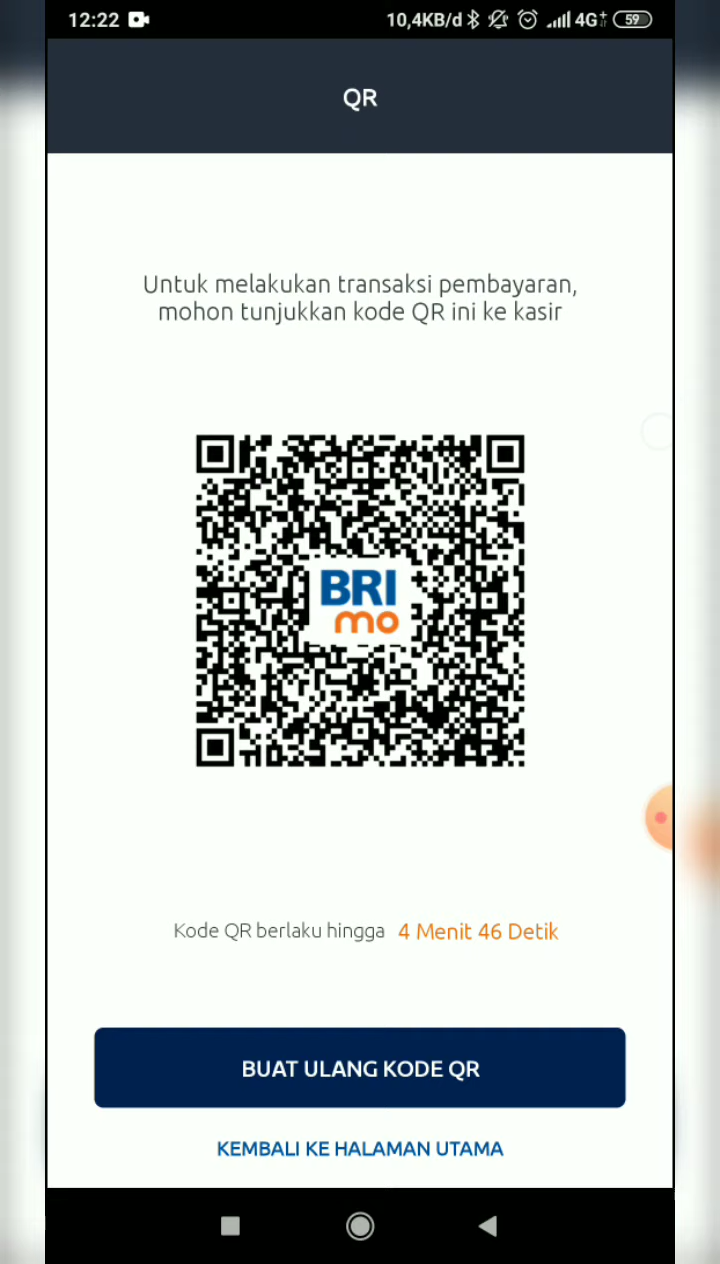 12:22 10,4KB/d 4G+ 59
QR
Untuk melakukan transaksi pembayaran,
mohon tunjukkan kode QR ini ke kasir
BRI
mo
Kode QR berlaku hingga 4 Menit 46 Detik
BUAT ULANG KODE QR
KEMBALI KE HALAMAN UTAMA